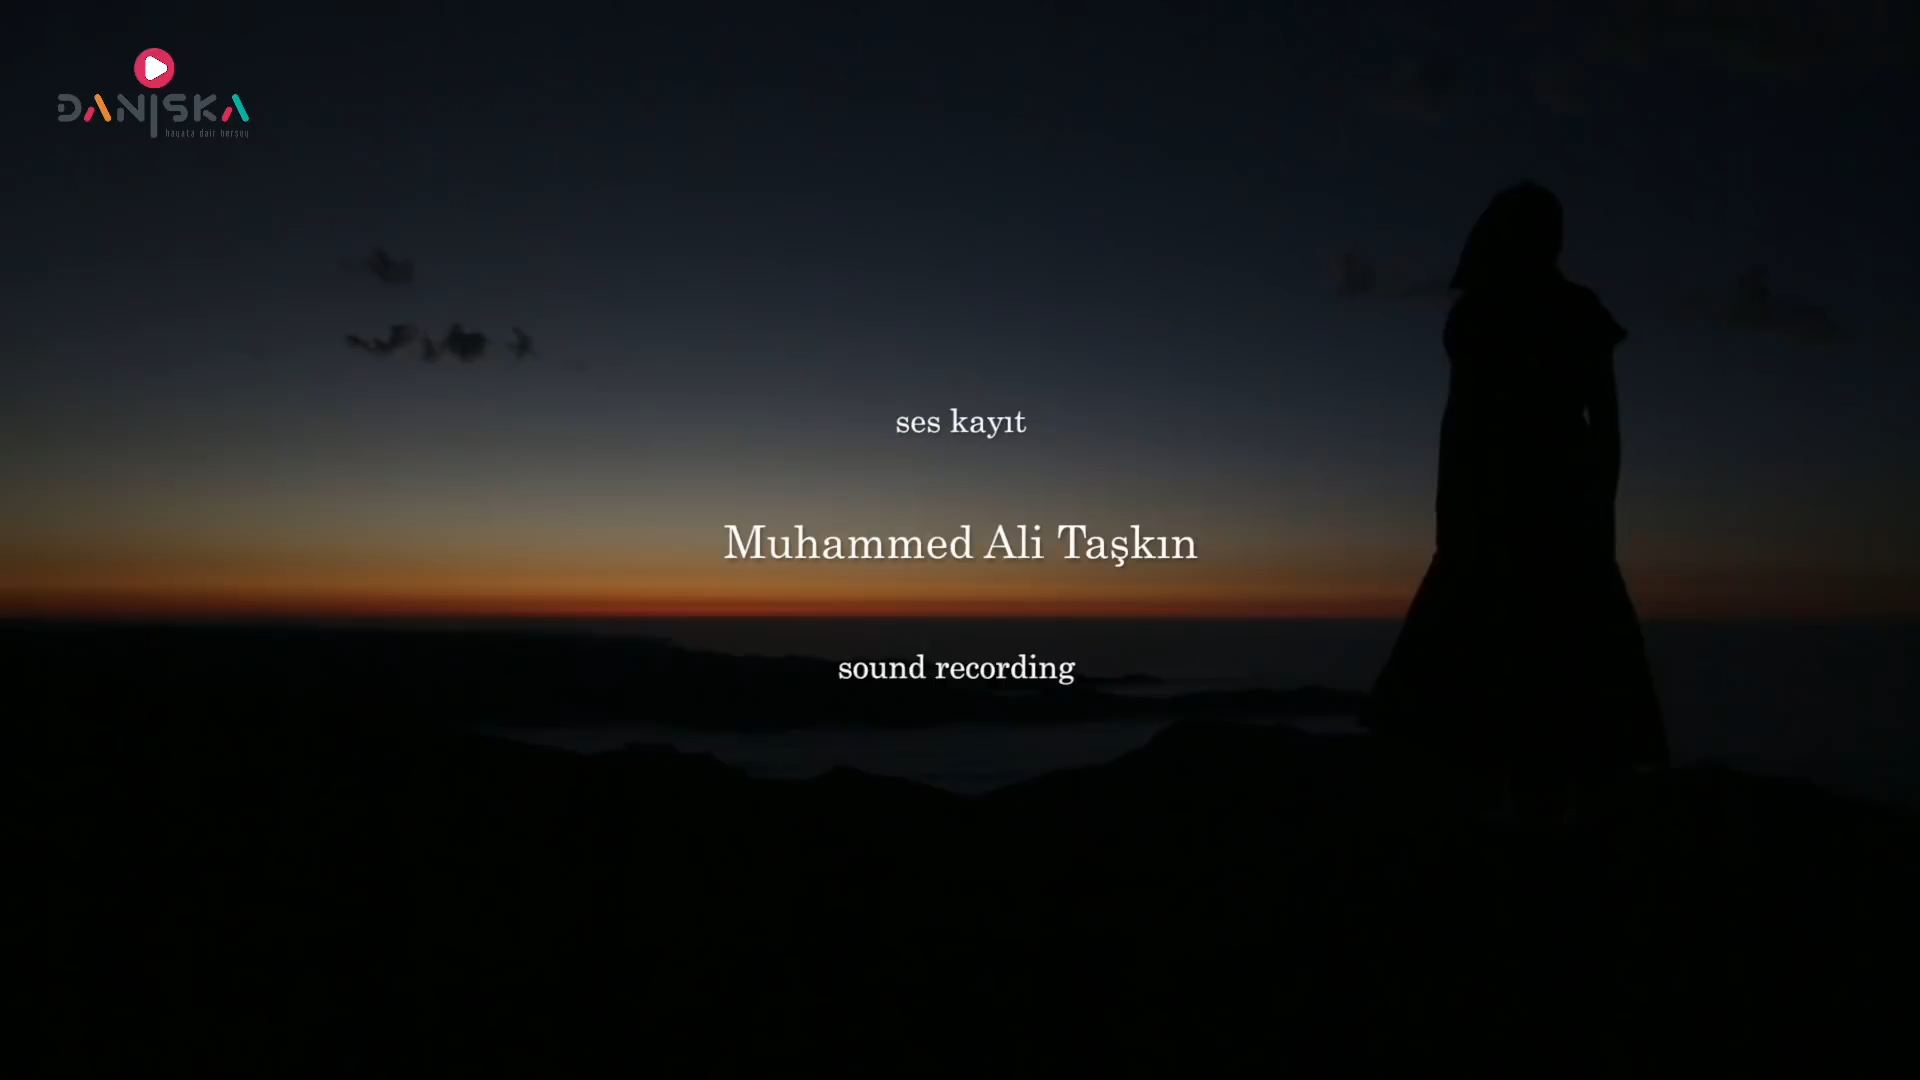 DANISKA
hayata dair herşey
ses kayıt
Muhammed Ali Taşkın
sound recording